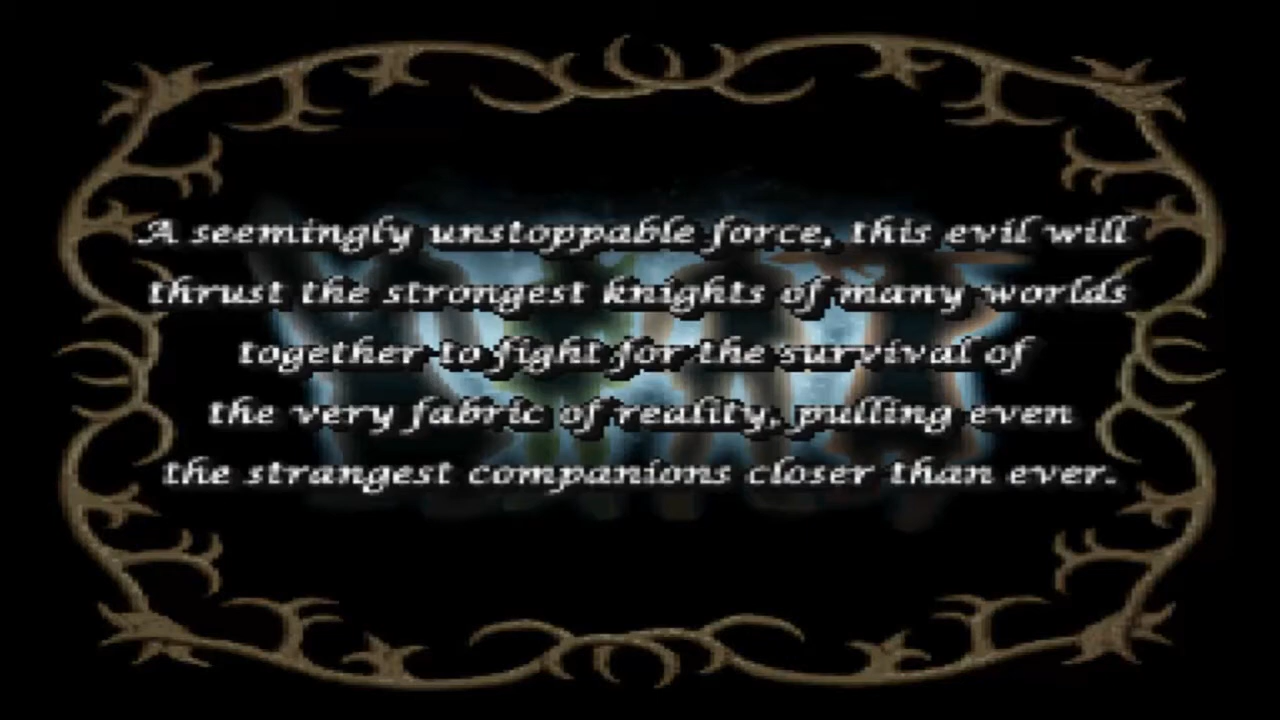 A seemingly unstoppable force, this evil will
thrust the strongest knights of many worlds
together to fight for the survival of
the very fabric of reality, pulling even
the strangest companions closer than ever.